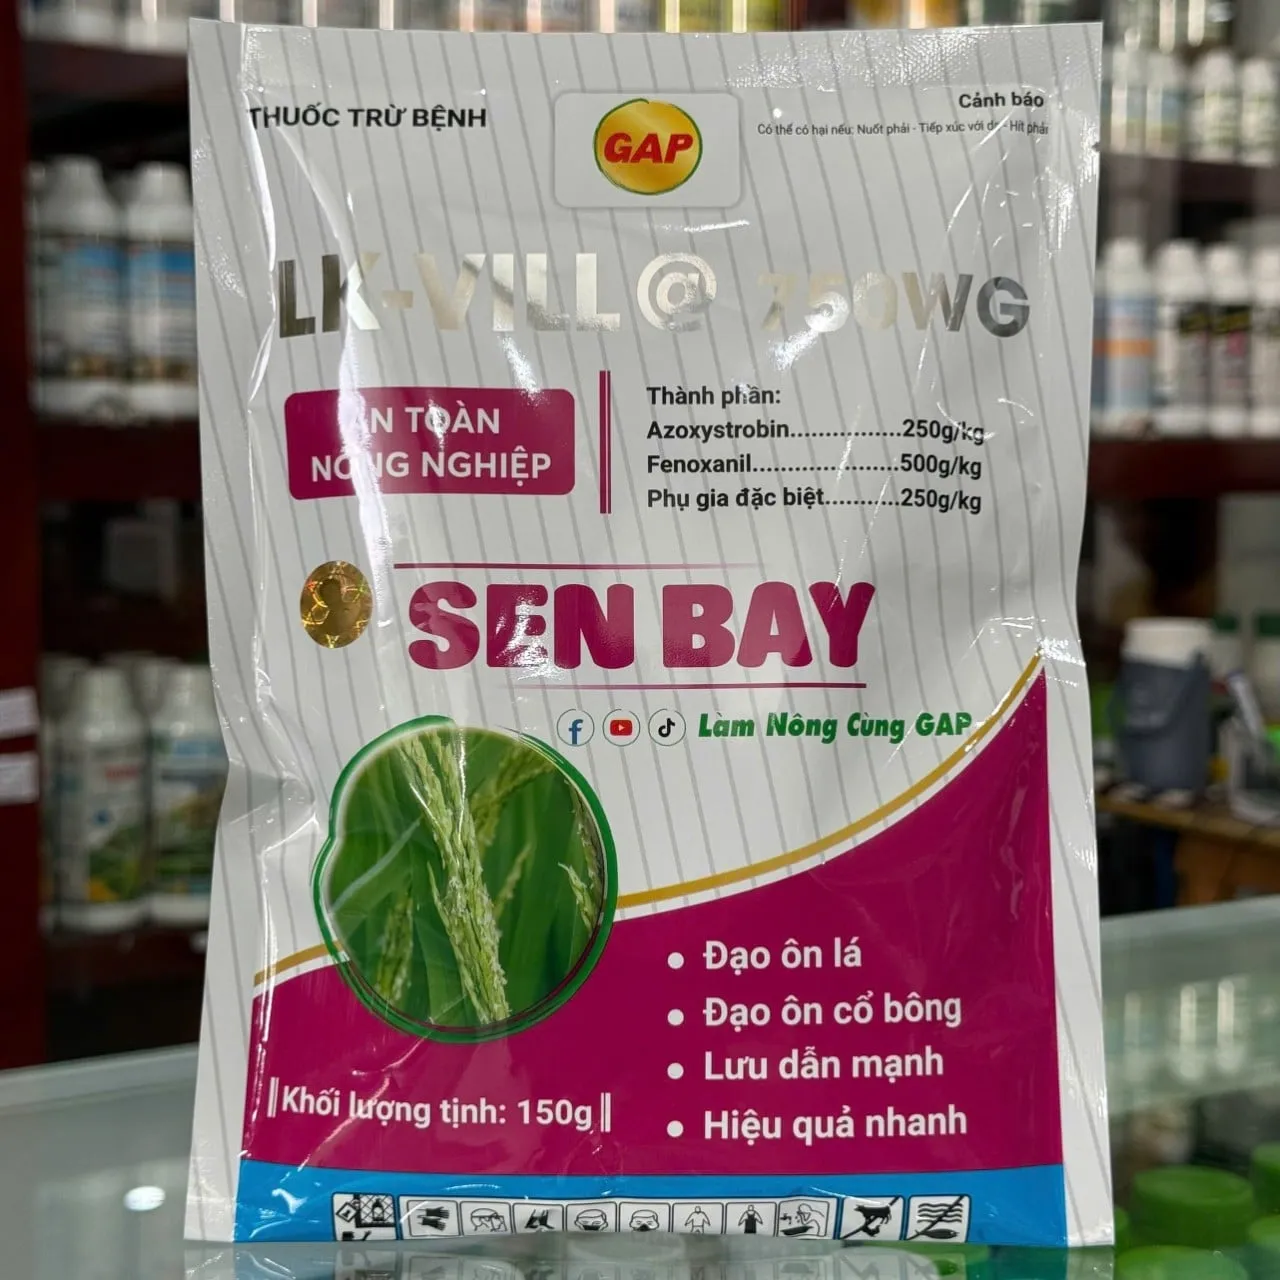 THUỐC TRỪ BỆNH
GAP
Cảnh báo
Có thể có hại nếu: Nuốt phải - Tiếp xúc với da - Hít phải
LK-VILL@ 750WG
AN TOÀN
NÔNG NGHIỆP
Thành phần:
Azoxystrobin................250g/kg
Fenoxanil.....................500g/kg
Phụ gia đặc biệt...........250g/kg
SEN BAY
Làm Nông Cùng GAP
• Đạo ôn lá
• Đạo ôn cổ bông
• Lưu dẫn mạnh
• Hiệu quả nhanh
Khối lượng tịnh: 150g